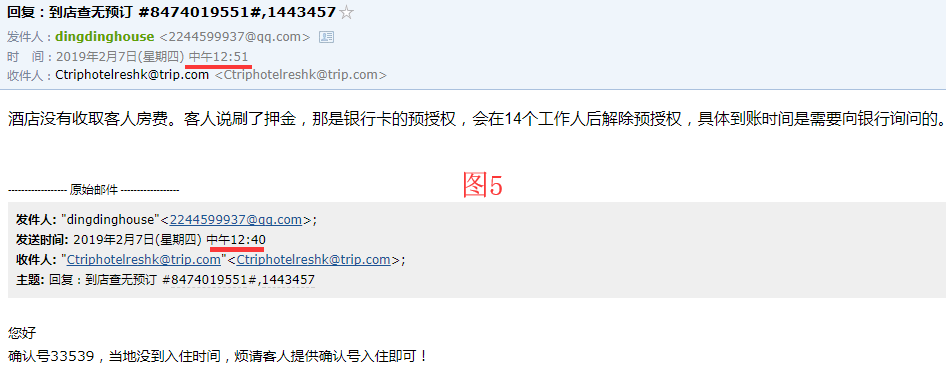 回复：到店查无预订 #8474019551#,1443457☆
发件人：dingdinghouse <2244599937@qq.com>
时　间：2019年2月7日(星期四) 中午12:51
收件人：Ctriphotelreshk@trip.com <Ctriphotelreshk@trip.com>
酒店没有收取客人房费。客人说刷了押金，那是银行卡的预授权，会在14个工作人后解除预授权，具体到账时间是需要向银行询问的。
图5
------------------ 原始邮件 ------------------
发件人: "dingdinghouse"<2244599937@qq.com>;
发送时间: 2019年2月7日(星期四) 中午12:40
收件人: "Ctriphotelreshk@trip.com"<Ctriphotelreshk@trip.com>;
主题: 回复：到店查无预订 #8474019551#,1443457
您好
确认号33539，当地没到入住时间，烦请客人提供确认号入住即可！